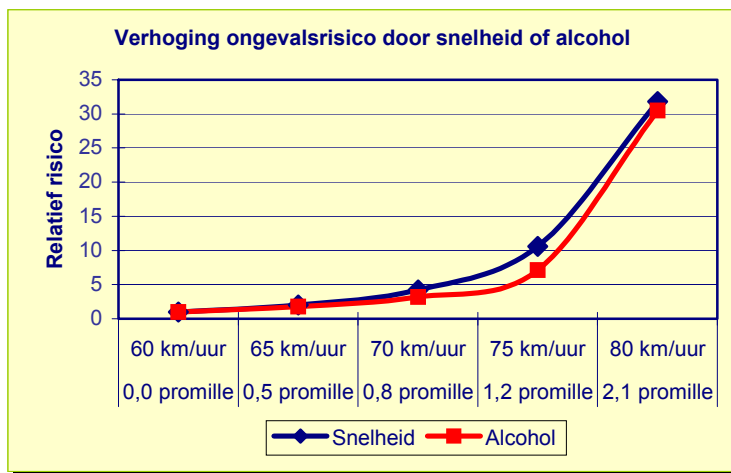 Verhoging ongevalsrisico door snelheid of alcohol
Relatief risico
35
30
25
20
15
10
5
0
60 km/uur 65 km/uur 70 km/uur 75 km/uur 80 km/uur
0,0 promille 0,5 promille 0,8 promille 1,2 promille 2,1 promille
Snelheid Alcohol